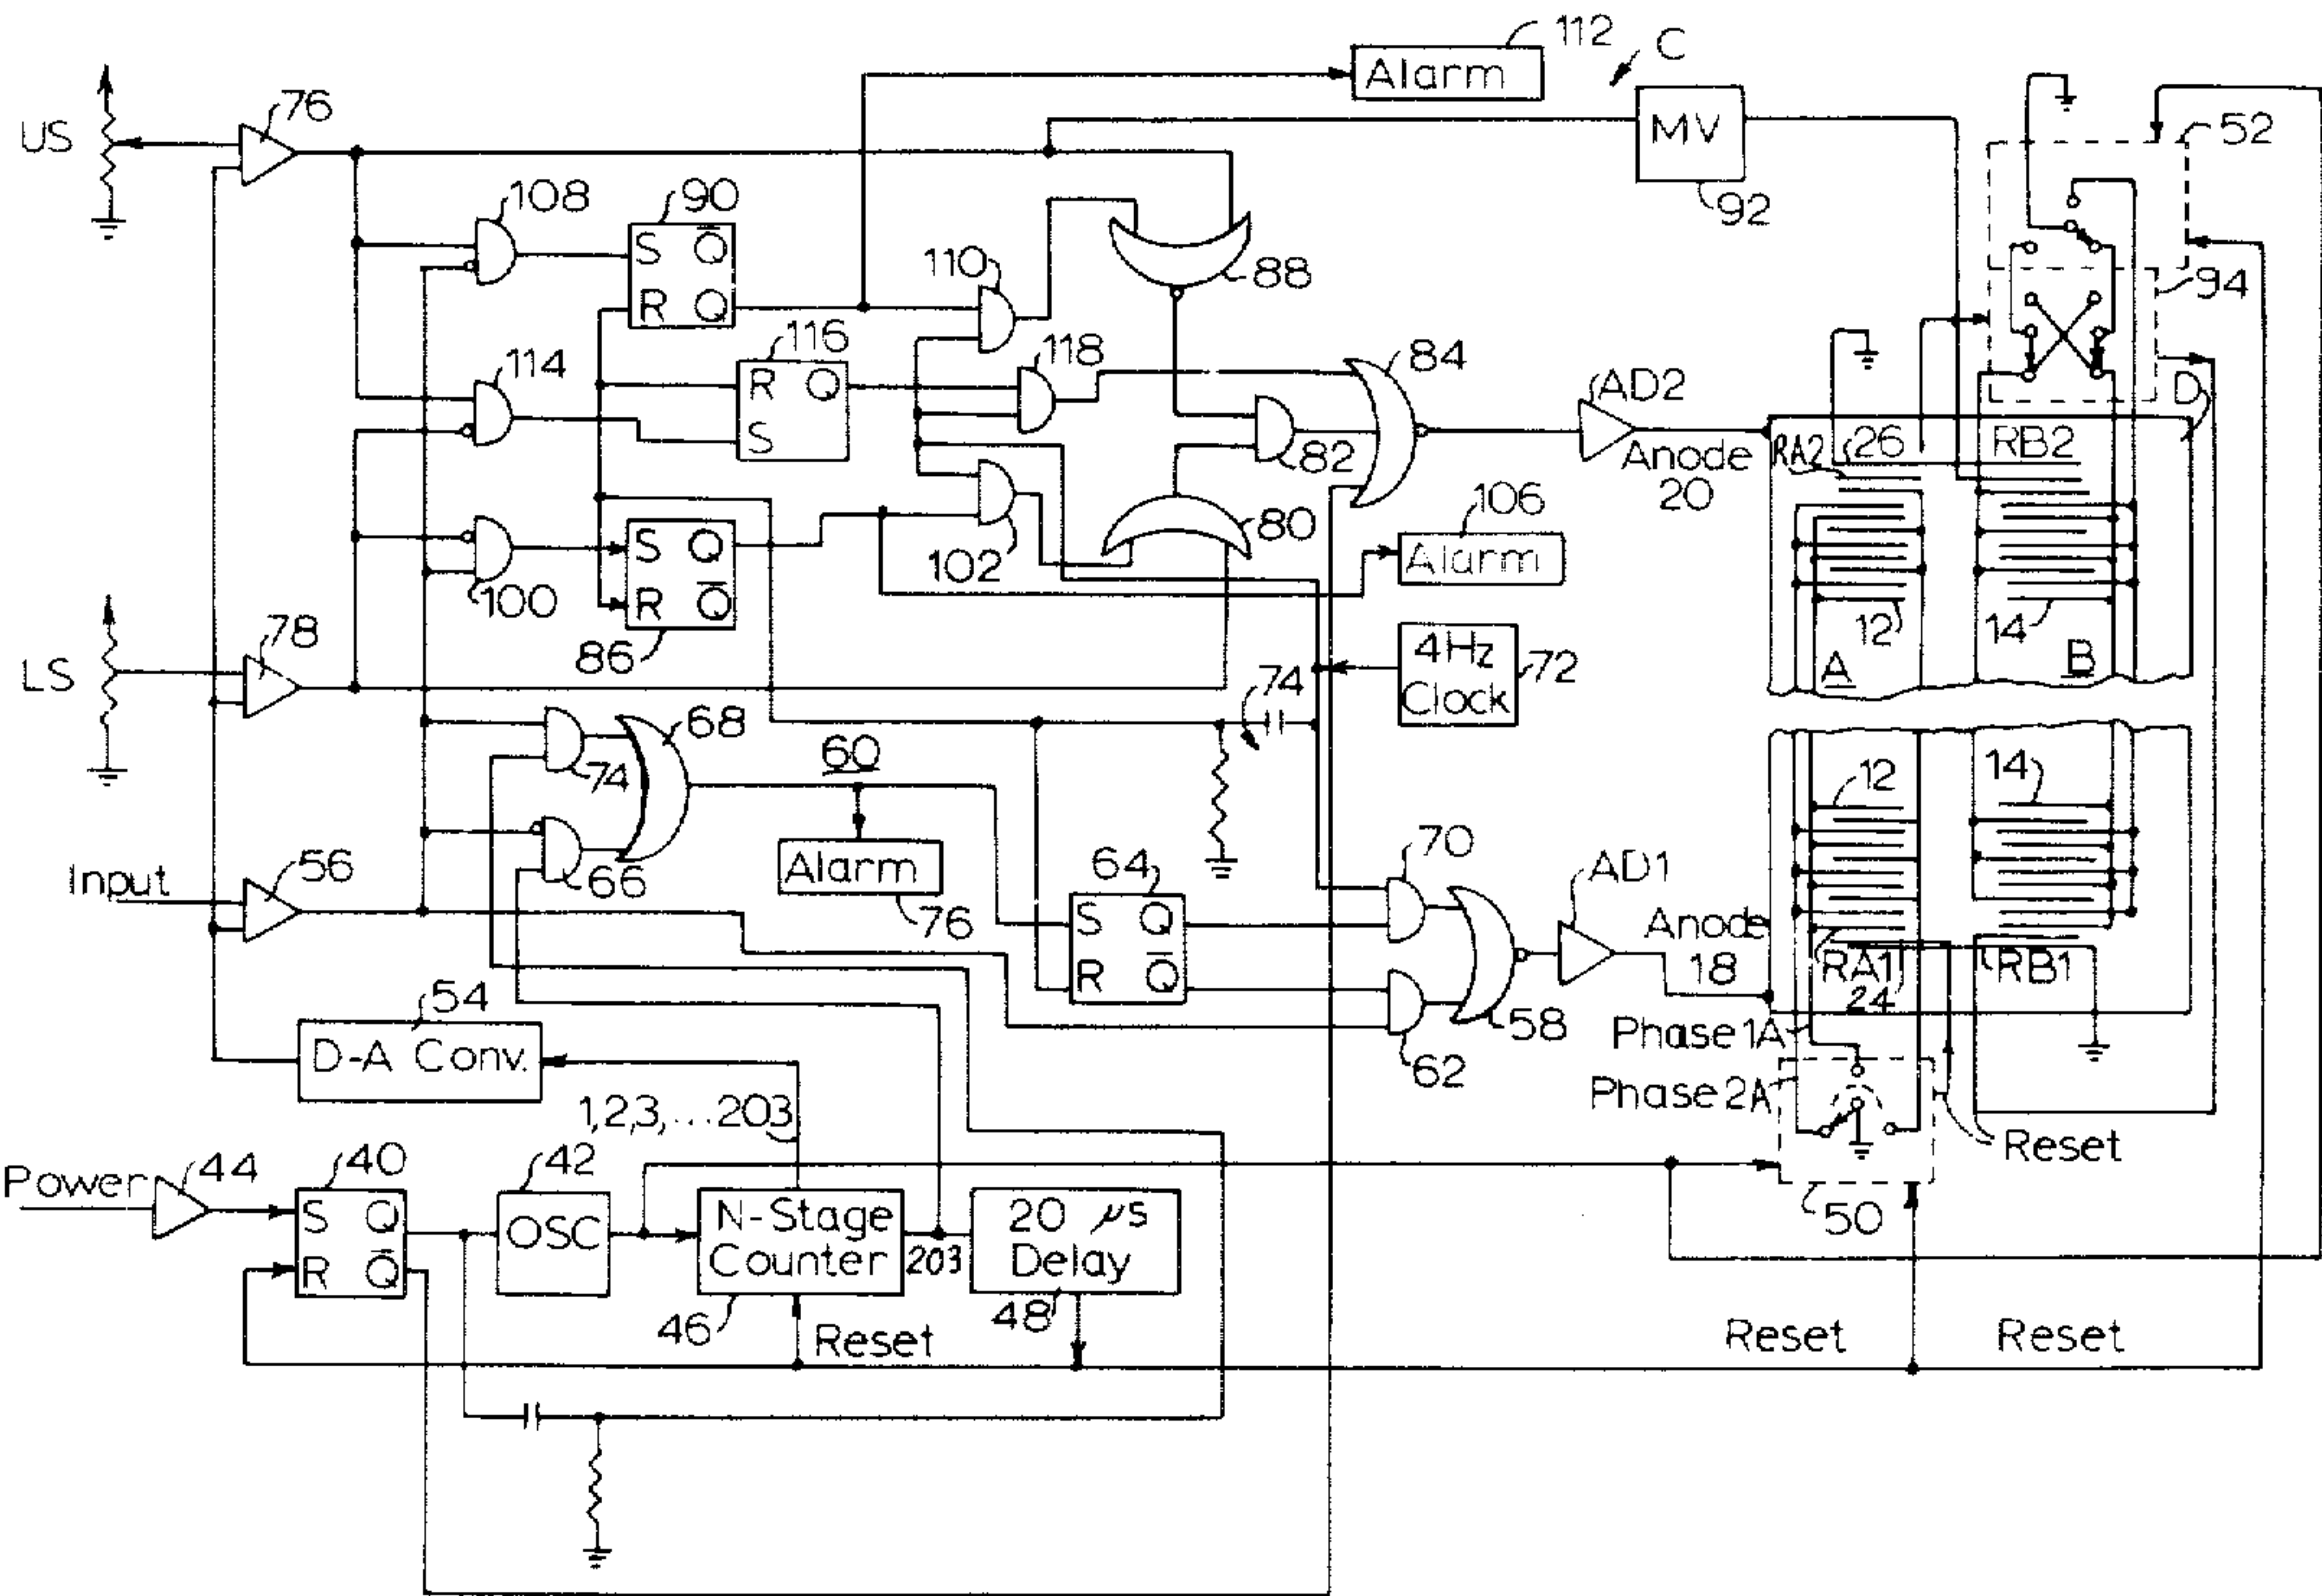 112
C
Alarm
76
MV
52
US
108
90
92
S Q̅
R Q
110
88
94
114
116
118
84
AD2
D
R Q
S
82
Anode
20
RA2
26
RB2
106
80
S Q
R Q̅
102
Alarm
100
12
14
78
86
4Hz
Clock
72
A
B
LS
74
68
60
74
12
14
Input
56
66
Alarm
76
64
70
AD1
S Q
R Q̅
Anode
18
RA1
24
RB1
54
D-A Conv.
62
58
Phase 1A
Phase 2A
1,2,3,...203
Reset
Power
44
40
42
S Q
R Q̅
OSC
N-Stage
Counter
203
20 μs
Delay
50
46
Reset
48
Reset
Reset